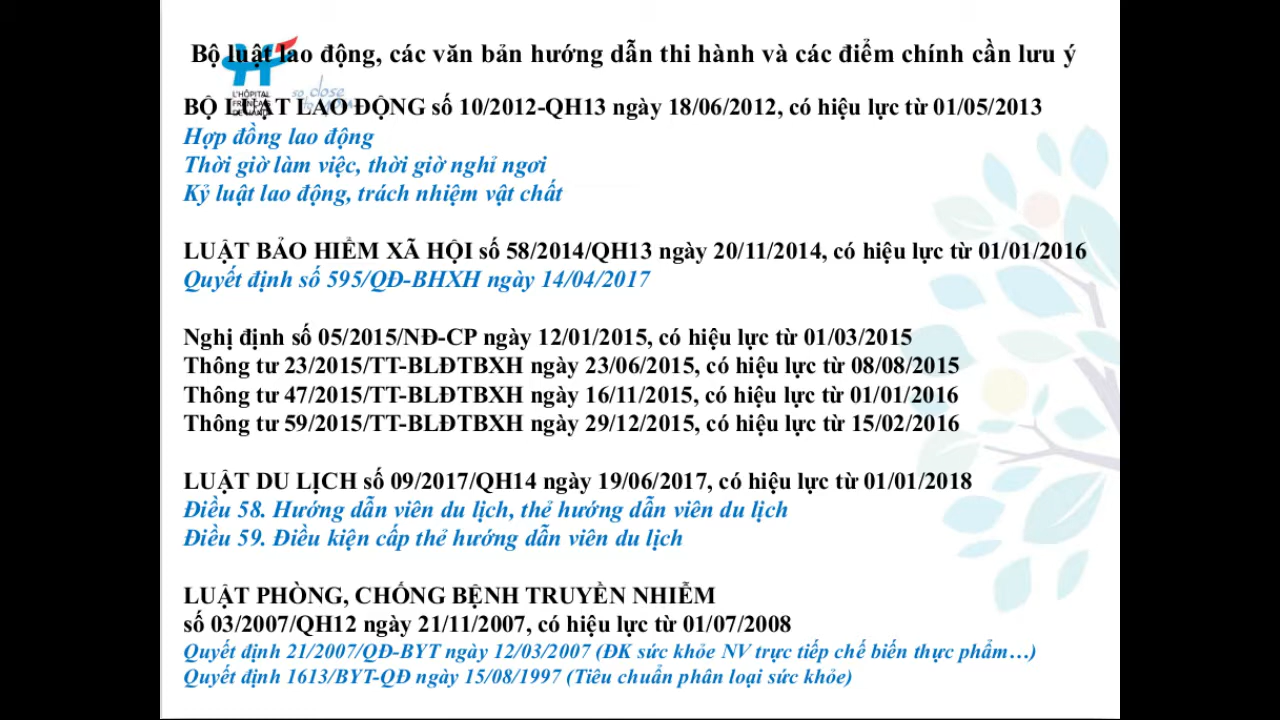 Bộ luật lao động, các văn bản hướng dẫn thi hành và các điểm chính cần lưu ý
L'HÔPITAL
so close
BỘ LUẬT LAO ĐỘNG số 10/2012-QH13 ngày 18/06/2012, có hiệu lực từ 01/05/2013
Hợp đồng lao động
Thời giờ làm việc, thời giờ nghỉ ngơi
Kỷ luật lao động, trách nhiệm vật chất
LUẬT BẢO HIỂM XÃ HỘI số 58/2014/QH13 ngày 20/11/2014, có hiệu lực từ 01/01/2016
Quyết định số 595/QĐ-BHXH ngày 14/04/2017
Nghị định số 05/2015/NĐ-CP ngày 12/01/2015, có hiệu lực từ 01/03/2015
Thông tư 23/2015/TT-BLĐTBXH ngày 23/06/2015, có hiệu lực từ 08/08/2015
Thông tư 47/2015/TT-BLĐTBXH ngày 16/11/2015, có hiệu lực từ 01/01/2016
Thông tư 59/2015/TT-BLĐTBXH ngày 29/12/2015, có hiệu lực từ 15/02/2016
LUẬT DU LỊCH số 09/2017/QH14 ngày 19/06/2017, có hiệu lực từ 01/01/2018
Điều 58. Hướng dẫn viên du lịch, thẻ hướng dẫn viên du lịch
Điều 59. Điều kiện cấp thẻ hướng dẫn viên du lịch
LUẬT PHÒNG, CHỐNG BỆNH TRUYỀN NHIỄM
số 03/2007/QH12 ngày 21/11/2007, có hiệu lực từ 01/07/2008
Quyết định 21/2007/QĐ-BYT ngày 12/03/2007 (ĐK sức khỏe NV trực tiếp chế biến thực phẩm…)
Quyết định 1613/BYT-QĐ ngày 15/08/1997 (Tiêu chuẩn phân loại sức khỏe)